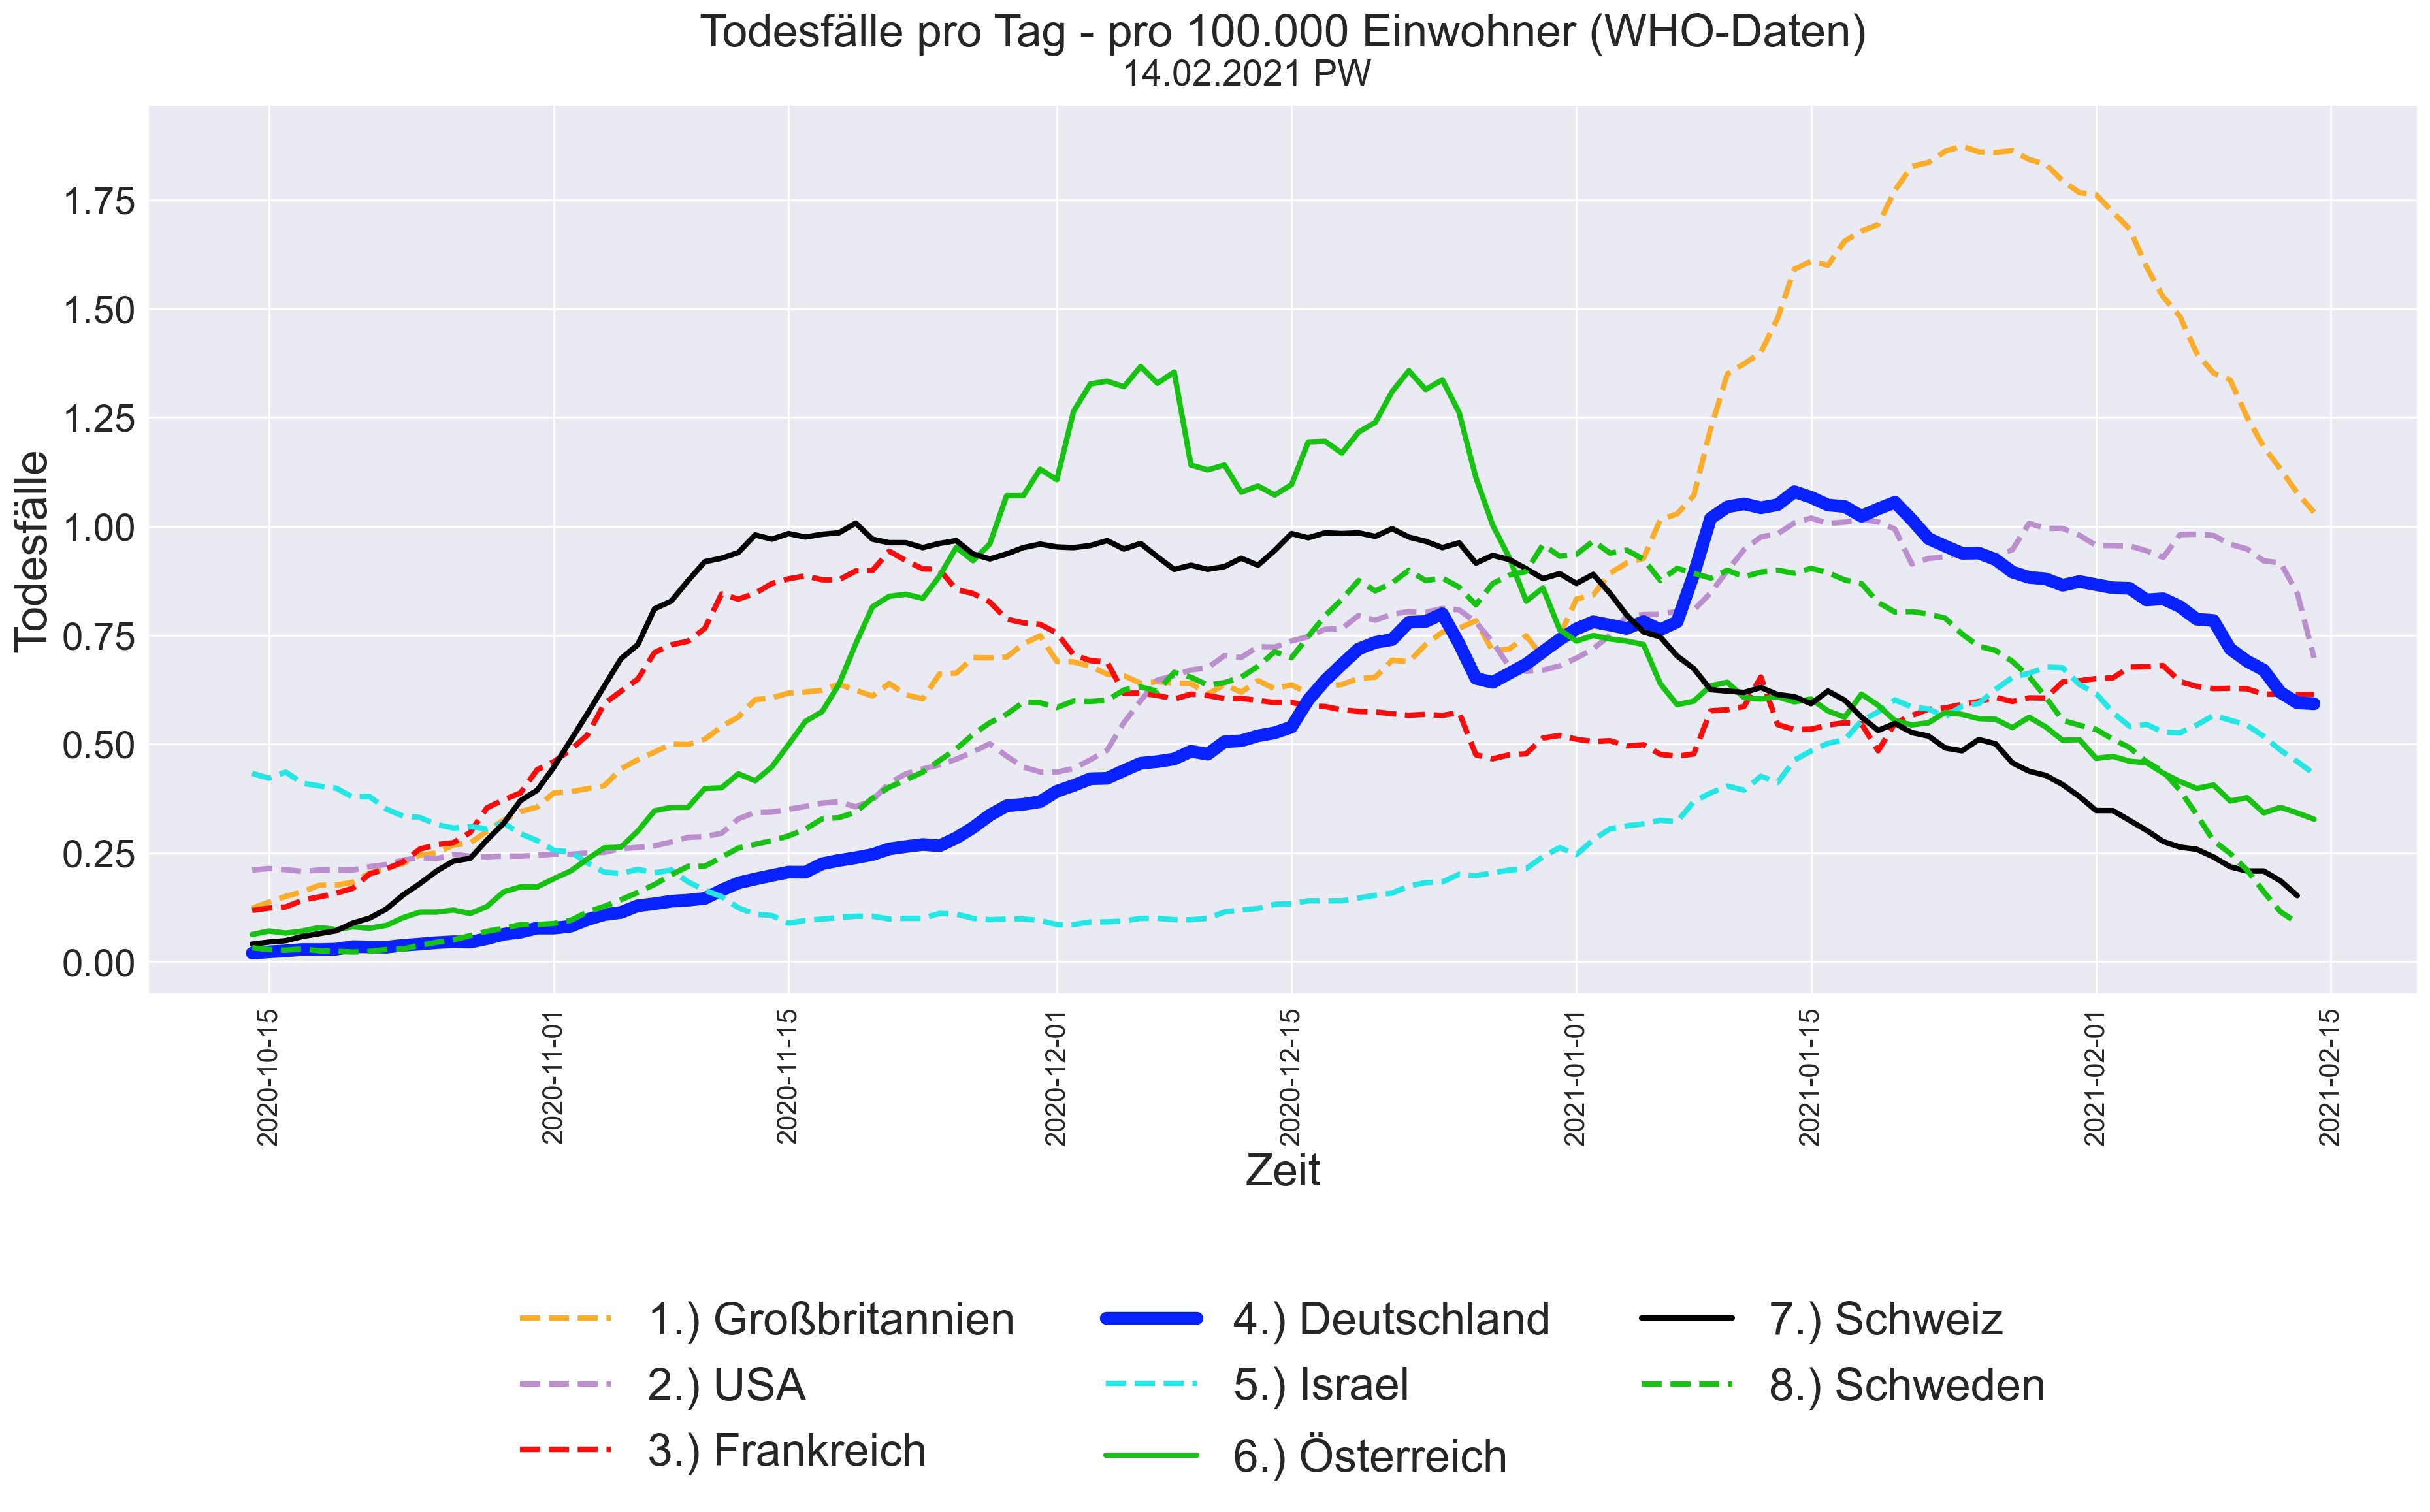 Todesfälle pro Tag - pro 100.000 Einwohner (WHO-Daten)
14.02.2021 PW
Todesfälle
1.75
1.50
1.25
1.00
0.75
0.50
0.25
0.00
2020-10-15
2020-11-01
2020-11-15
2020-12-01
2020-12-15
2021-01-01
2021-01-15
2021-02-01
2021-02-15
Zeit
1.) Großbritannien
2.) USA
3.) Frankreich
4.) Deutschland
5.) Israel
6.) Österreich
7.) Schweiz
8.) Schweden